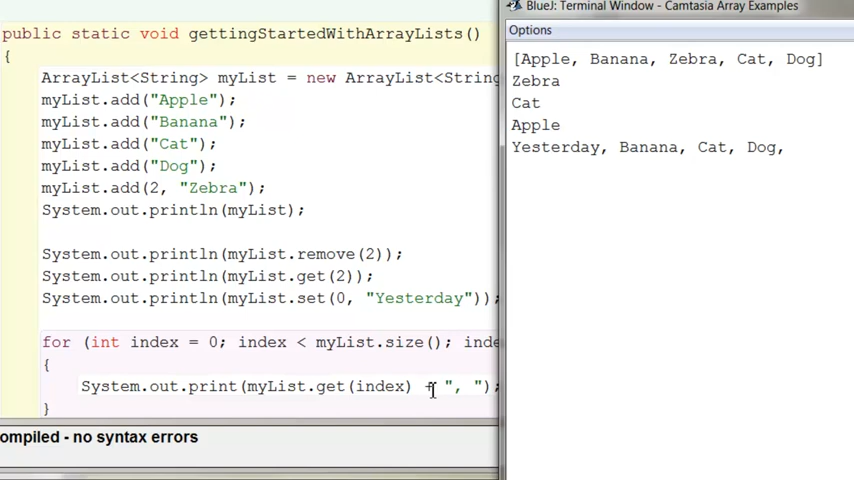 BlueJ: Terminal Window - Camtasia Array Examples
Options
public static void gettingStartedWithArrayLists()
{
ArrayList<String> myList = new ArrayList<String
myList.add("Apple");
myList.add("Banana");
myList.add("Cat");
myList.add("Dog");
myList.add(2, "Zebra");
System.out.println(myList);
System.out.println(myList.remove(2));
System.out.println(myList.get(2));
System.out.println(myList.set(0, "Yesterday"));
for (int index = 0; index < myList.size(); inde
{
System.out.print(myList.get(index) + ", ");
}
ompiled - no syntax errors
[Apple, Banana, Zebra, Cat, Dog]
Zebra
Cat
Apple
Yesterday, Banana, Cat, Dog,